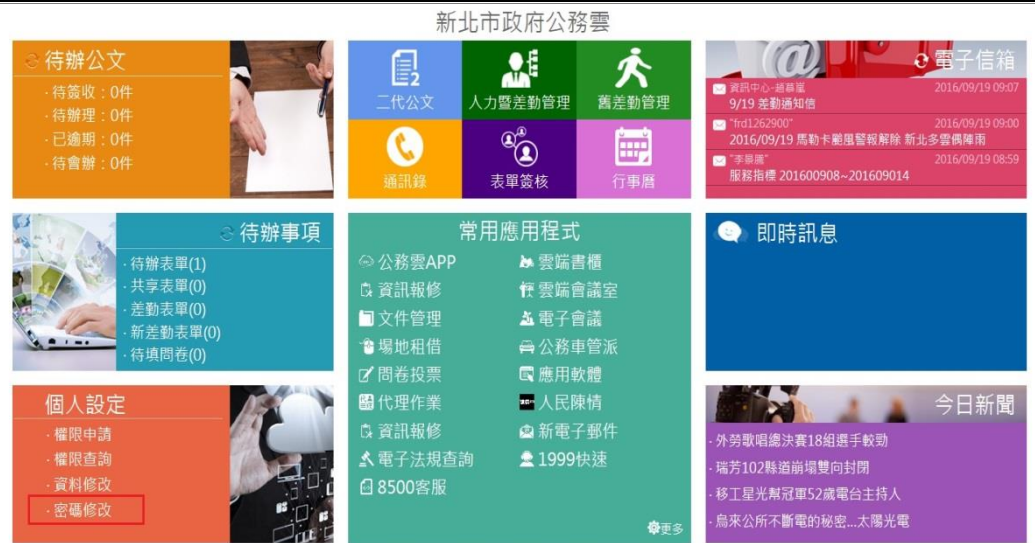 新北市政府公務雲
待辦公文
·待簽收：0件
·待辦理：0件
·已逾期：0件
·待會辦：0件
二代公文
人力暨差勤管理
舊差勤管理
通訊錄
表單簽核
行事曆
電子信箱
資訊中心-趙慕嵐 2016/09/19 09:07
9/19 差勤通知信
"frd1262900" 2016/09/19 09:00
2016/09/19 馬勒卡颱風警報解除 新北多雲偶陣雨
2016/09/19 08:59
服務指標 201600908~201609014
待辦事項
·待辦表單(1)
·共享表單(0)
·差勤表單(0)
·新差勤表單(0)
·待填問卷(0)
常用應用程式
公務雲APP
雲端書櫃
資訊報修
雲端會議室
文件管理
電子會議
場地租借
公務車管派
問卷投票
應用軟體
代理作業
人民陳情
資訊報修
新電子郵件
電子法規查詢
1999快速
8500客服
更多
即時訊息
個人設定
·權限申請
·權限查詢
·資料修改
·密碼修改
今日新聞
·外勞歌唱總決賽18組選手較勁
·瑞芳102縣道崩塌雙向封閉
·移工星光幫冠軍52歲電台主持人
·烏來公所不斷電的秘密...太陽光電